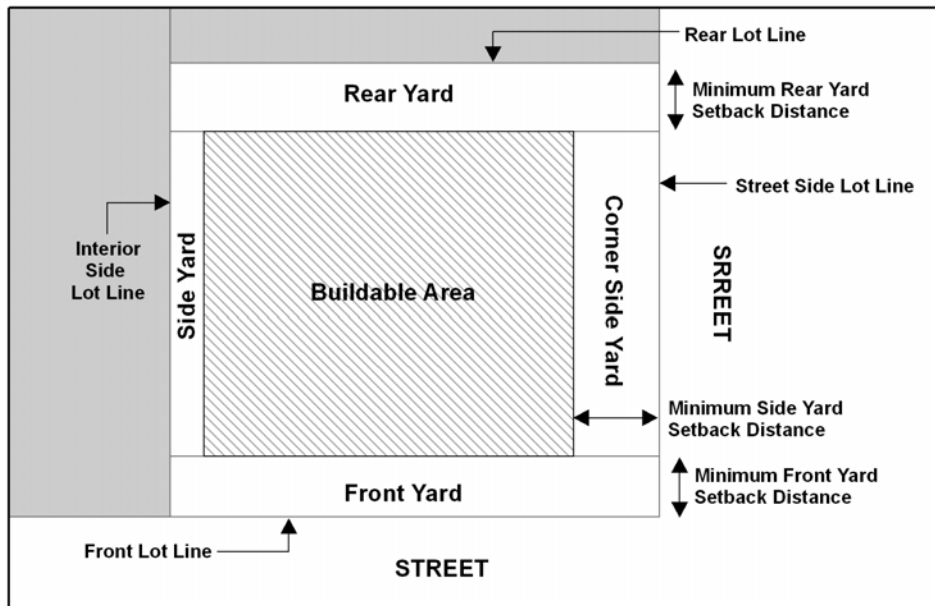 Rear Lot Line
Rear Yard
Minimum Rear Yard
Setback Distance
Street Side Lot Line
Interior
Side
Lot Line
Side Yard
Buildable Area
Corner Side Yard
SRREET
Minimum Side Yard
Setback Distance
Front Yard
Minimum Front Yard
Setback Distance
Front Lot Line
STREET